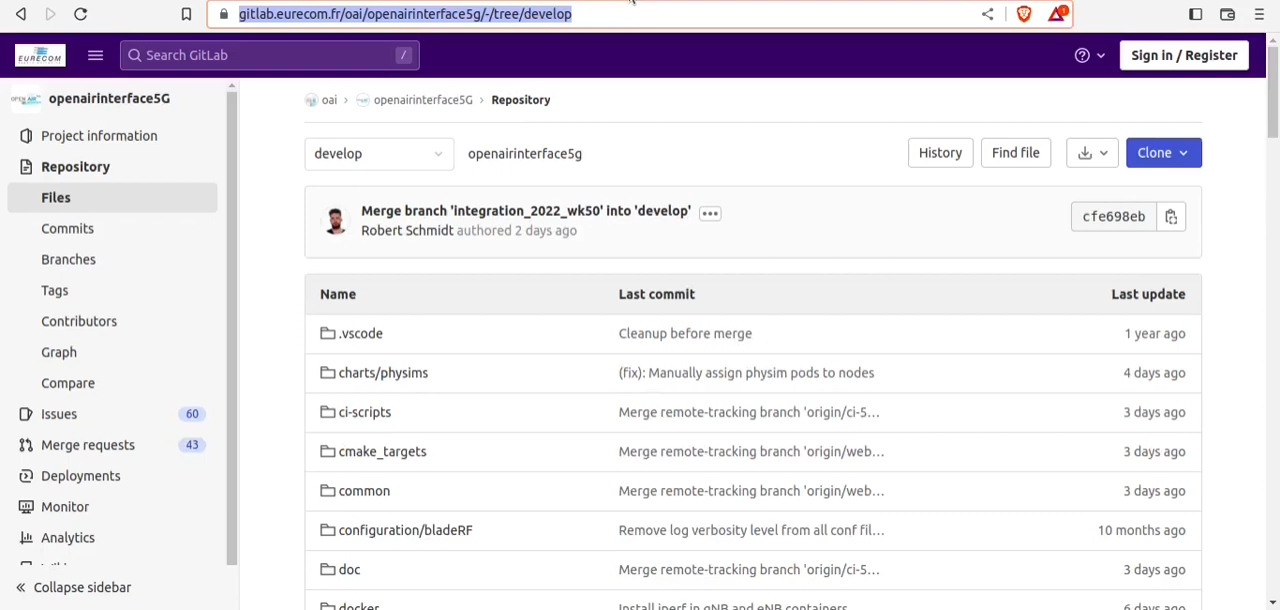 gitlab.eurecom.fr/oai/openairinterface5g/-/tree/develop
1
EURECOM
Search GitLab
/
Sign in / Register
openairinterface5G
oai › openairinterface5G › Repository
Project information
Repository
Files
Commits
Branches
Tags
Contributors
Graph
Compare
Issues 60
Merge requests 43
Deployments
Monitor
Analytics
Collapse sidebar
develop
openairinterface5g
History
Find file
Clone
Merge branch 'integration_2022_wk50' into 'develop'
Robert Schmidt authored 2 days ago
cfe698eb
Name Last commit Last update
.vscode Cleanup before merge 1 year ago
charts/physims (fix): Manually assign physim pods to nodes 4 days ago
ci-scripts Merge remote-tracking branch 'origin/ci-5... 3 days ago
cmake_targets Merge remote-tracking branch 'origin/web... 3 days ago
common Merge remote-tracking branch 'origin/web... 3 days ago
configuration/bladeRF Remove log verbosity level from all conf fil... 10 months ago
doc Merge remote-tracking branch 'origin/ci-5... 3 days ago
docker Install iperf in gNB and eNB containers 6 days ago